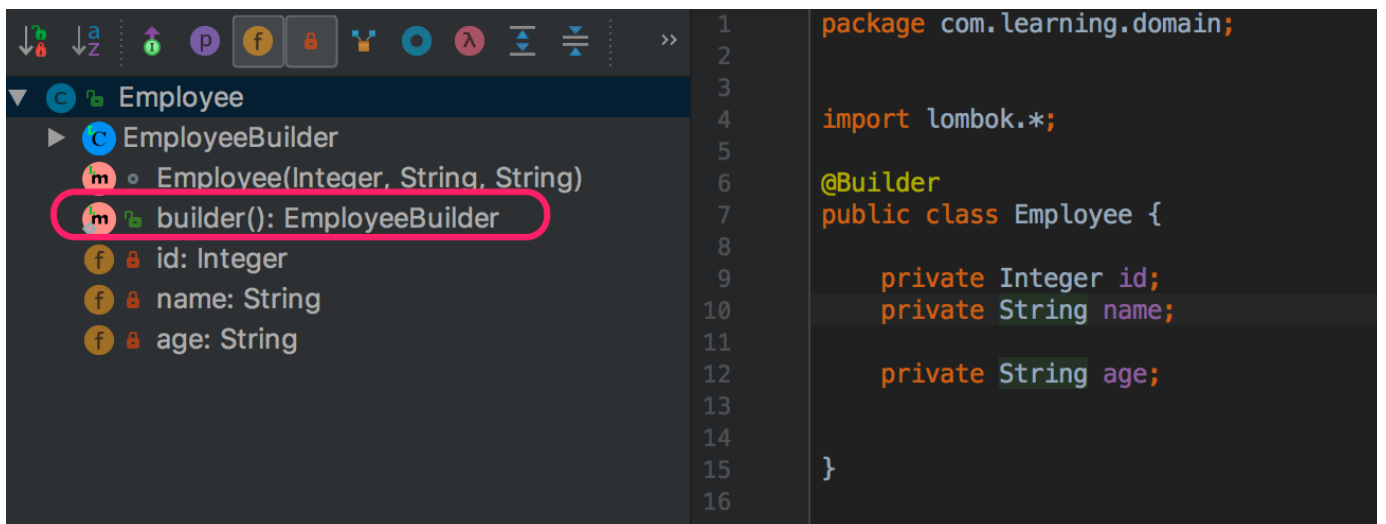 Employee
EmployeeBuilder
Employee(Integer, String, String)
builder(): EmployeeBuilder
id: Integer
name: String
age: String
1 package com.learning.domain;
2
3
4 import lombok.*;
5
6 @Builder
7 public class Employee {
8
9 private Integer id;
10 private String name;
11
12 private String age;
13
14
15 }
16